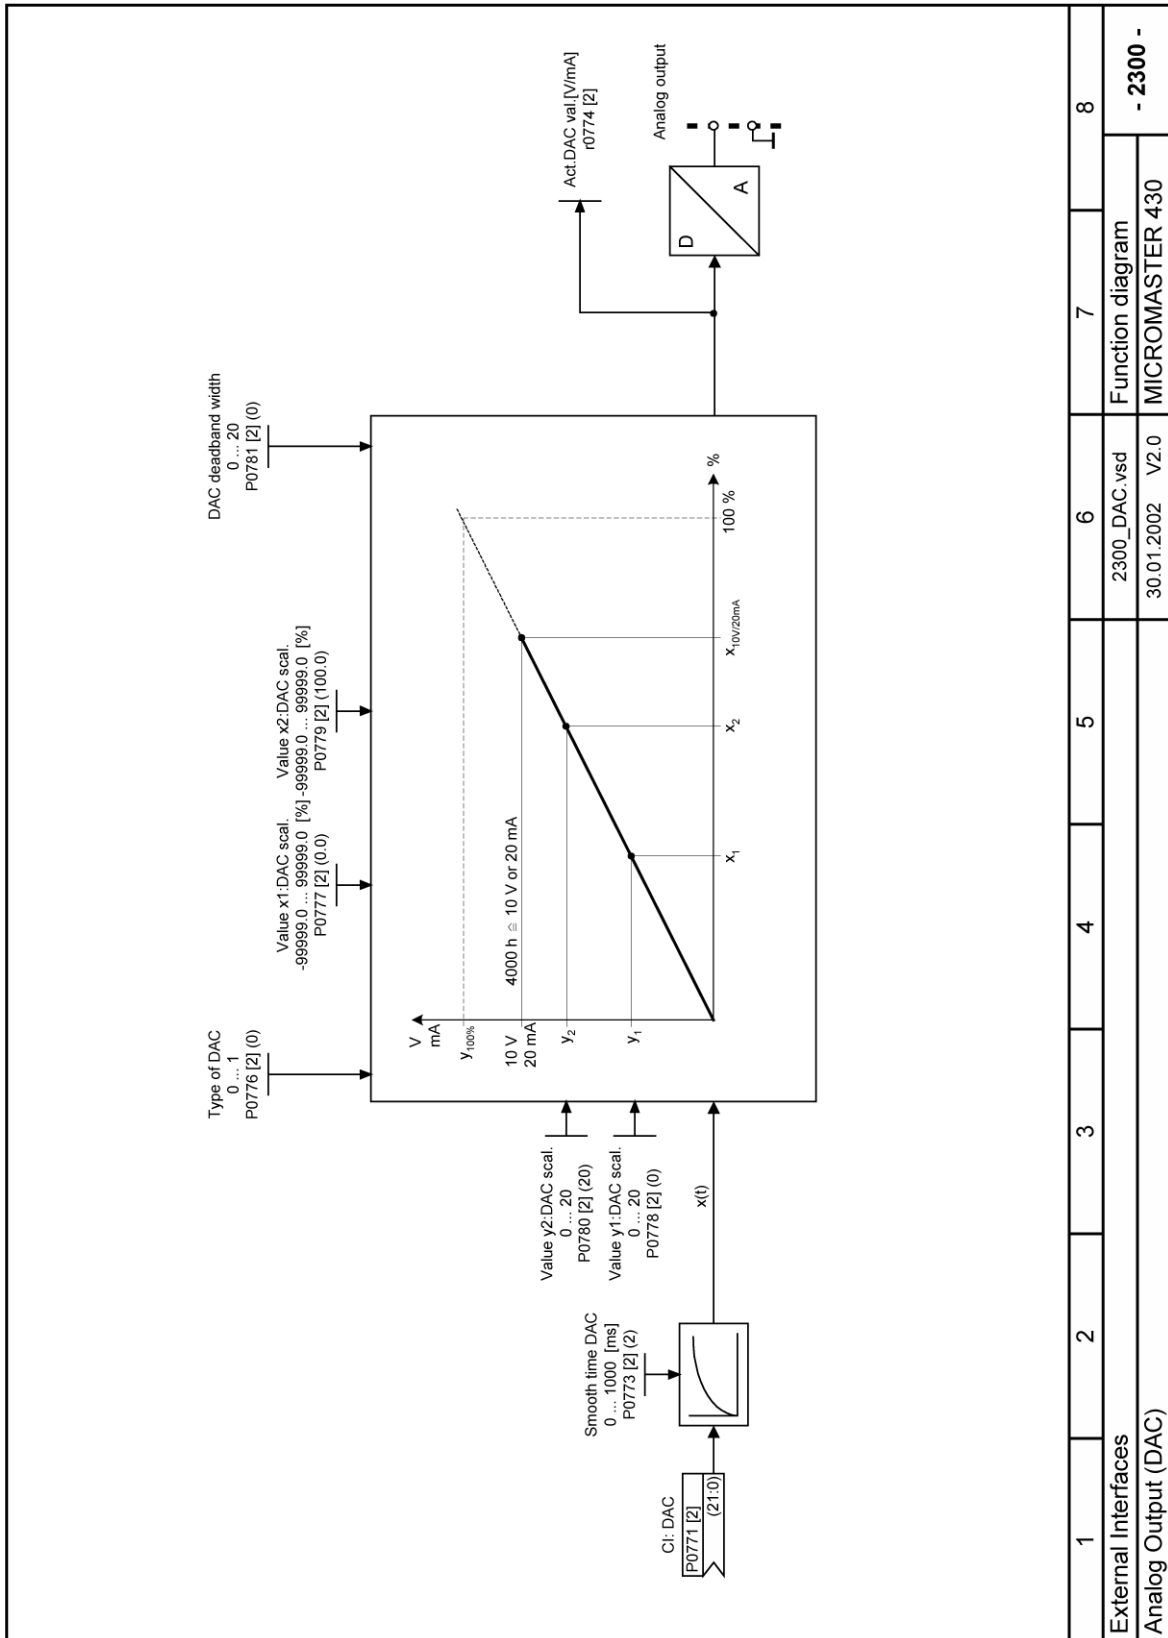 Type of DAC
0 ... 1
P0776 [2] (0)
Value x1:DAC scal.
-99999.0 ... 99999.0 [%]
P0777 [2] (0.0)
Value x2:DAC scal.
-99999.0 ... 99999.0 [%]
P0779 [2] (100.0)
DAC deadband width
0 ... 20
P0781 [2] (0)
CI: DAC
P0771 [2]
(21:0)
Smooth time DAC
0 ... 1000 [ms]
P0773 [2] (2)
Value y2:DAC scal.
0 ... 20
P0780 [2] (20)
Value y1:DAC scal.
0 ... 20
P0778 [2] (0)
x(t)
V
mA
y100%
10 V
20 mA
y2
y1
4000 h ≙ 10 V or 20 mA
x1
x2
x10V/20mA
100 %
%
Act.DAC val.[V/mA]
r0774 [2]
Analog output
D
A
1 2 3 4 5 6 7 8
External Interfaces
2300_DAC.vsd
Function diagram
- 2300 -
Analog Output (DAC)
30.01.2002 V2.0
MICROMASTER 430